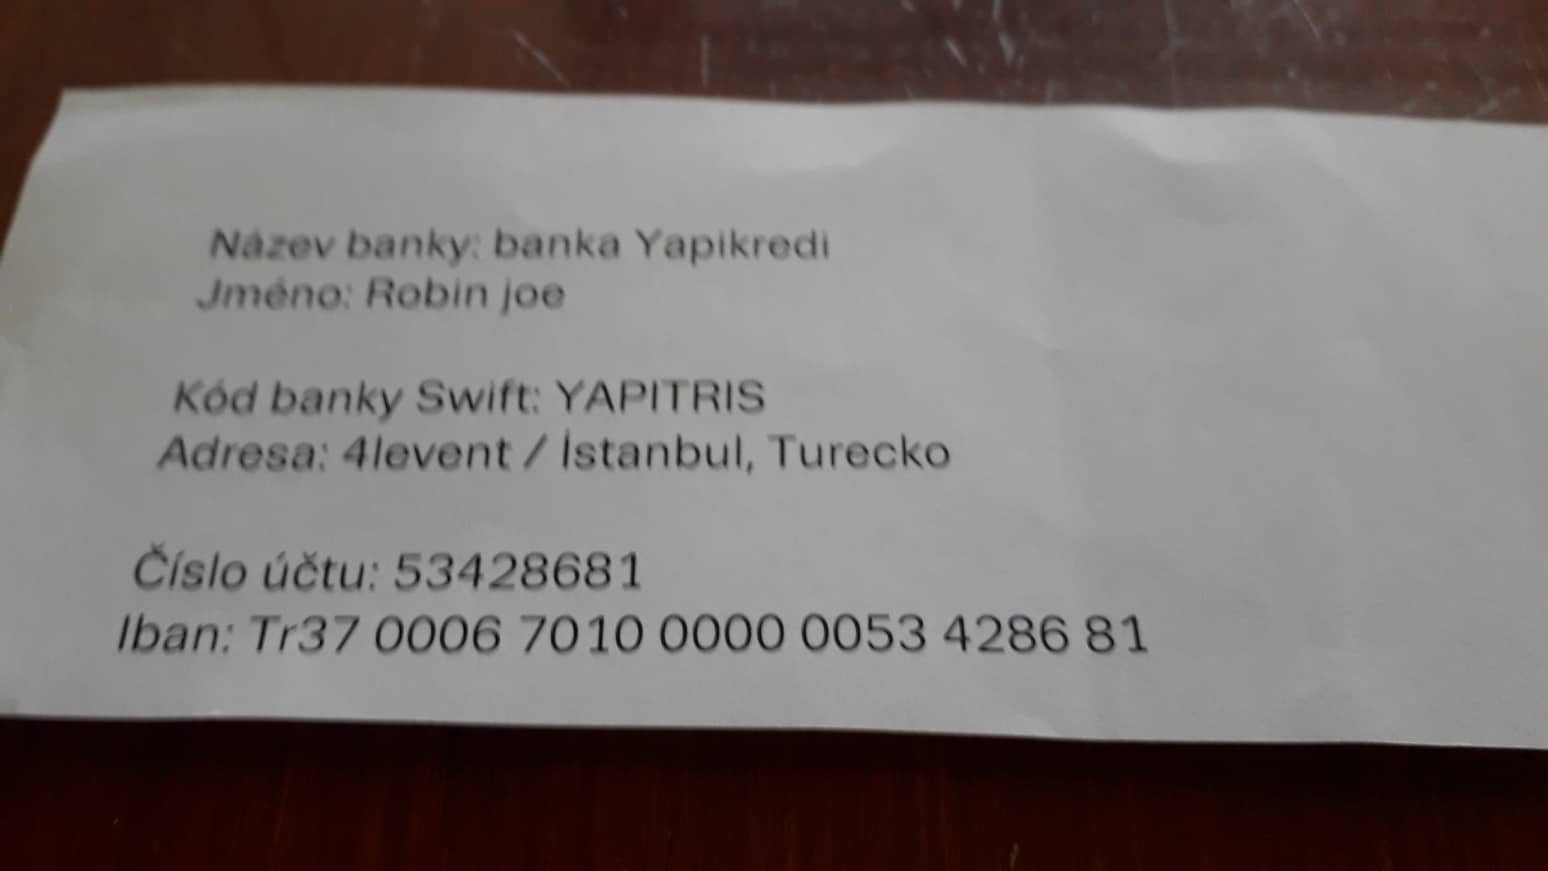 Název banky: banka Yapikredi
Jméno: Robin joe
Kód banky Swift: YAPITRIS
Adresa: 4levent / İstanbul, Turecko
Číslo účtu: 53428681
Iban: Tr37 0006 7010 0000 0053 4286 81